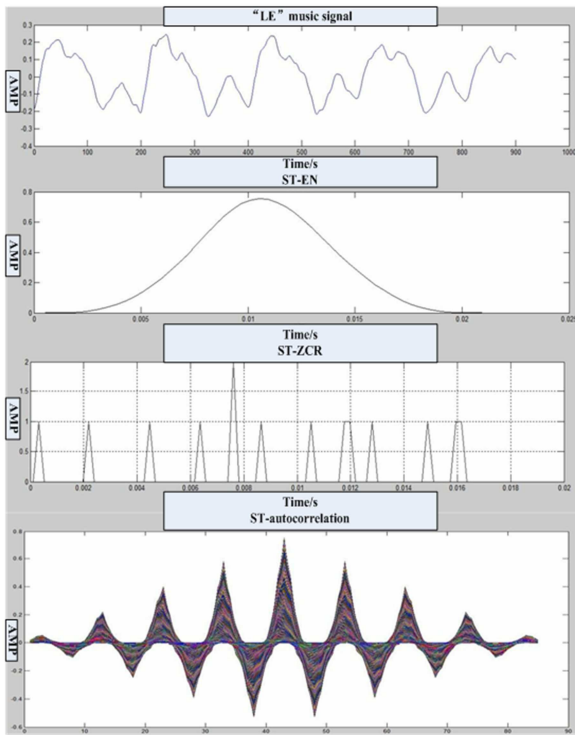 “LE” music signal
0.3
0.2
0.1
0
-0.1
-0.2
-0.3
-0.4
AMP
0 100 200 300 400 500 600 700 800 900 1000
Time/s
ST-EN
0.8
0.6
0.4
0.2
0
AMP
0 0.005 0.01 0.015 0.02 0.025
Time/s
ST-ZCR
2
1.5
1
0.5
0
AMP
0 0.002 0.004 0.006 0.008 0.01 0.012 0.014 0.016 0.018 0.02
Time/s
ST-autocorrelation
0.8
0.6
0.4
0.2
0
-0.2
-0.4
-0.6
AMP
0 10 20 30 40 50 60 70 80 90